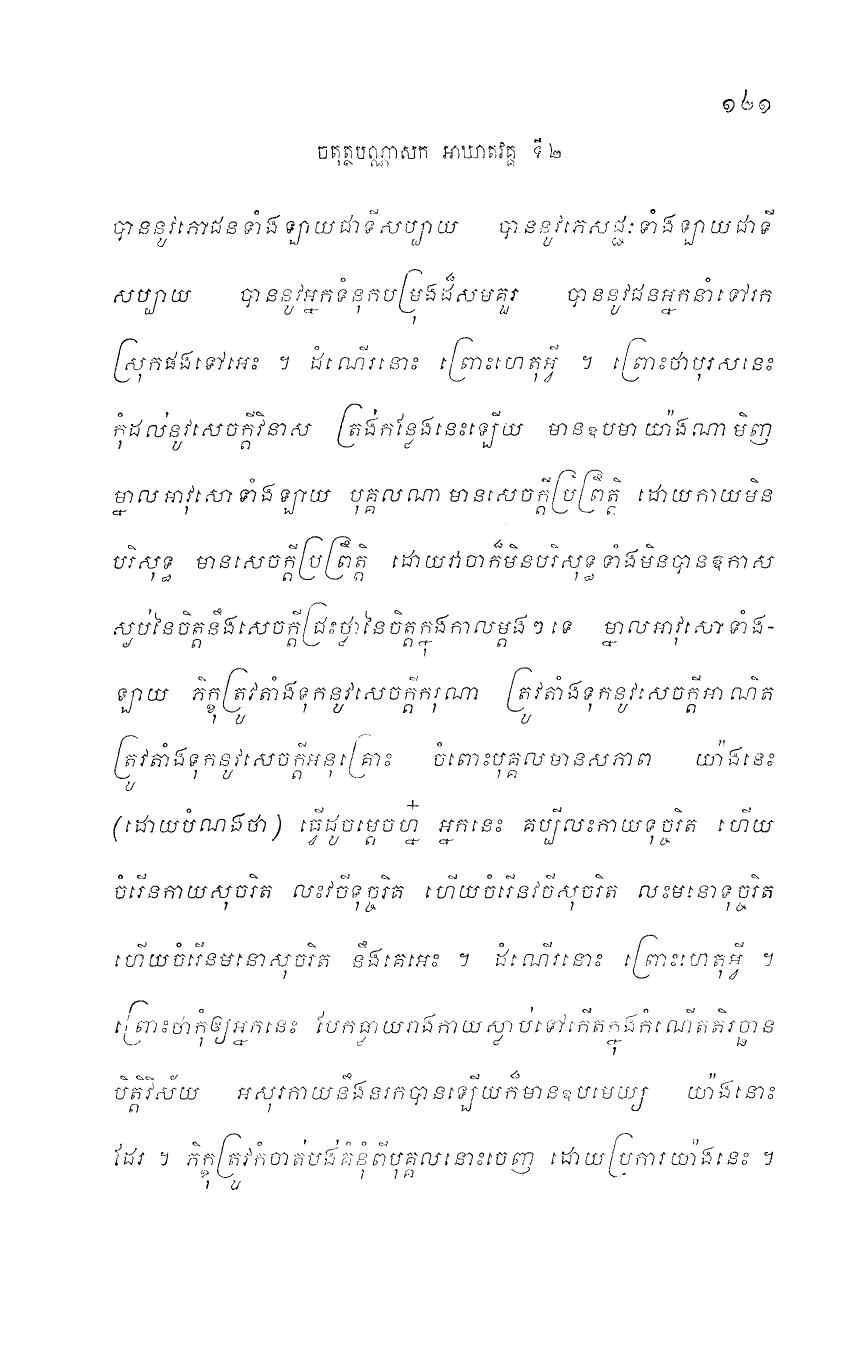 ១៤១
ចតុត្ថបណ្ណាសក អាឃាតវគ្គ ទី ២
បាននូវភោជនទាំងឡាយជាទីសប្បាយ បាននូវភេសជ្ជៈទាំងឡាយជាទី
សប្បាយ បាននូវអ្នកទំនុកបម្រុងដ៏សមគួរ បាននូវជនអ្នកនាំទៅរក
ស្រុកផងទៅអេះ ។ ដំណើរនោះ ព្រោះហេតុអ្វី ។ ព្រោះថាបុរសនេះ
កុំដល់នូវសេចក្តីវិនាស ត្រង់កន្លែងនេះឡើយ មានឧបមា យ៉ាងណាមិញ
ម្នាលអាវុសោទាំងឡាយ បុគ្គលណាមានសេចក្តីប្រព្រឹត្តិ ដោយកាយមិន
បរិសុទ្ធ មានសេចក្តីប្រព្រឹត្តិ ដោយវាចាក៏មិនបរិសុទ្ធ ទាំងមិនបានឱកាស
ស្ងប់នៃចិត្តនឹងសេចក្តីជ្រះថ្លានៃចិត្តក្នុងកាលម្តងៗ ទេ ម្នាលអាវុសោទាំង-
ឡាយ ភិក្ខុត្រូវតាំងទុកនូវសេចក្តីករុណា ត្រូវតាំងទុកនូវសេចក្តីអាណិត
ត្រូវតាំងទុកនូវសេចក្តីអនុគ្រោះ ចំពោះបុគ្គលមានសភាព យ៉ាងនេះ
(ដោយបំណងថា) ធ្វើដូចម្តេចហ្ន៎ អ្នកនេះ គប្បីលះកាយទុច្ចរិត ហើយ
ចំរើនកាយសុចរិត លះវចីទុច្ចរិត ហើយចំរើនវចីសុចរិត លះមនោទុច្ចរិត
ហើយចំរើនមនោសុចរិត នឹងគេអេះ ។ ដំណើរនោះ ព្រោះហេតុអ្វី ។
ព្រោះថាកុំឲ្យអ្នកនេះ បែកធ្លាយរាងកាយស្លាប់ទៅកើតក្នុងកំណើតតិរច្ឆាន
បិត្តិវិស័យ អសុរកាយនឹងនរកបានឡើយក៏មានឧបមេយ្យ យ៉ាងនោះ
ដែរ ។ ភិក្ខុត្រូវកំចាត់បង់គំនុំពីបុគ្គលនោះចេញ ដោយប្រការយ៉ាងនេះ ។